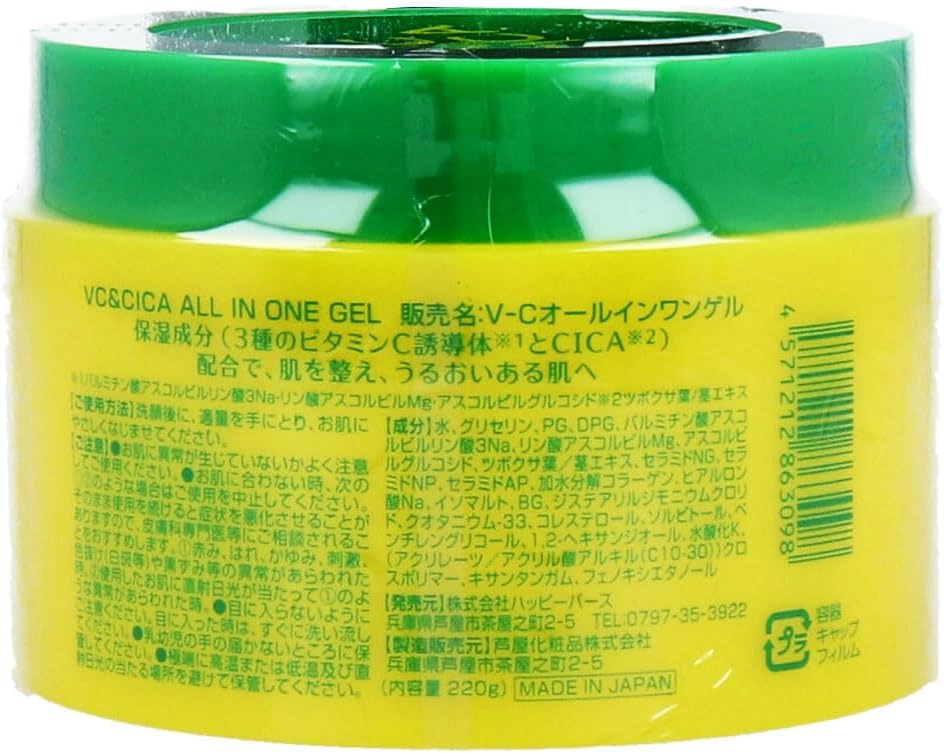 VC&CICA ALL IN ONE GEL 販売名:V-Cオールインワンゲル
保湿成分(3種のビタミンC誘導体※1とCICA※2)
配合で、肌を整え、うるおいある肌へ
※1パルミチン酸アスコルビルリン酸3Na・リン酸アスコルビルMg・アスコルビルグルコシド※2ツボクサ葉/茎エキス
【ご使用方法】洗顔後に、適量を手にとり、お肌に
やさしくなじませてください。
【ご注意】●お肌に異常が生じていないかよく注意
してご使用ください。●お肌に合わない時、次の
①②のような場合はご使用を中止してください。
そのまま使用を続けると症状を悪化させることが
ありますので、皮膚科専門医等にご相談されるこ
とをおすすめします。①赤み、はれ、かゆみ、刺激、
色抜け(白斑等)や黒ずみ等の異常があらわれた
時。②使用したお肌に直射日光が当たって①のよ
うな異常があらわれた時。●目に入らないように
ご注意ください。目に入った時は、すぐに洗い流し
てください。●乳幼児の手の届かないところに保
管してください。●極端に高温または低温及び直
射日光の当たる場所を避けて保管してください。
【成分】水、グリセリン、PG、DPG、パルミチン酸アスコ
ルビルリン酸3Na、リン酸アスコルビルMg、アスコルビ
ルグルコシド、ツボクサ葉/茎エキス、セラミドNG、セラ
ミドNP、セラミドAP、加水分解コラーゲン、ヒアルロン
酸Na、イソマルト、BG、ジステアリルジモニウムクロリ
ド、クオタニウム-33、コレステロール、ソルビトール、ペ
ンチレングリコール、1,2-ヘキサンジオール、水酸化K、
(アクリレーツ/アクリル酸アルキル(C10-30))クロ
スポリマー、キサンタンガム、フェノキシエタノール
【発売元】株式会社ハッピーバース
兵庫県芦屋市茶屋之町2-5 TEL:0797-35-3922
【製造販売元】芦屋化粧品株式会社
兵庫県芦屋市茶屋之町2-5
(内容量 220g) MADE IN JAPAN
4571212863098
プラ
容器
キャップ
フィルム